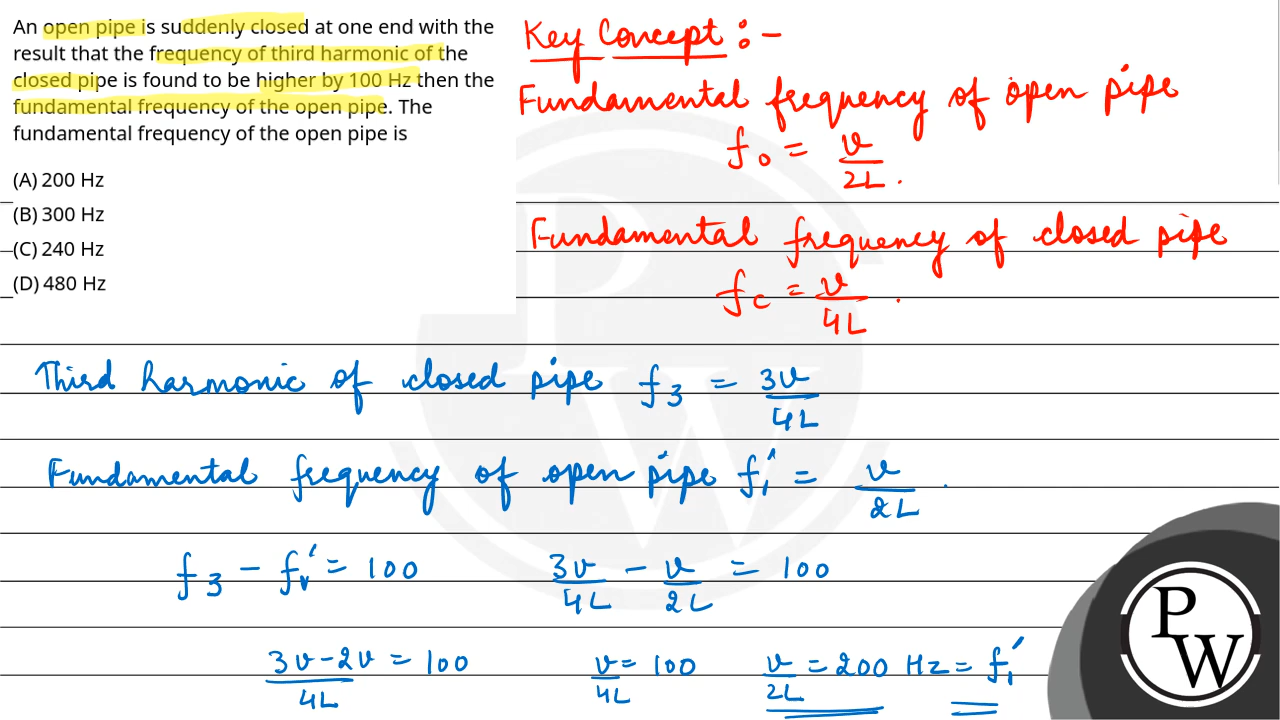 An open pipe is suddenly closed at one end with the
result that the frequency of third harmonic of the
closed pipe is found to be higher by 100 Hz then the
fundamental frequency of the open pipe. The
fundamental frequency of the open pipe is
(A) 200 Hz
(B) 300 Hz
(C) 240 Hz
(D) 480 Hz
Key Concept :-
Fundamental frequency of open pipe
f₀ = v/2L.
Fundamental frequency of closed pipe
fc = v/4L.
Third harmonic of closed pipe f₃ = 3v/4L
Fundamental frequency of open pipe f₁' = v/2L.
f₃ - f₁' = 100 3v/4L - v/2L = 100
3v-2v/4L = 100 v/4L = 100 v/2L = 200 Hz = f₁'
PW